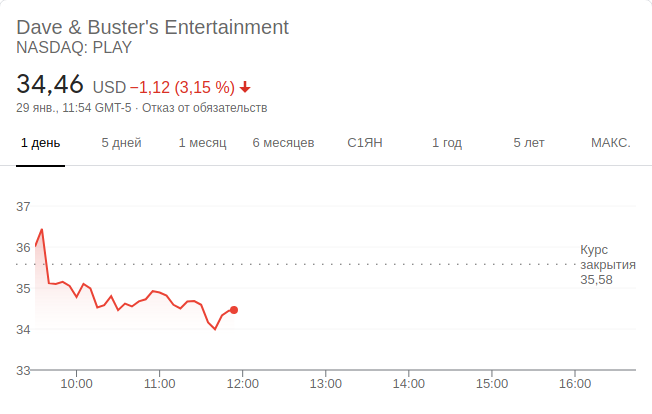 Dave & Buster's Entertainment
NASDAQ: PLAY
34,46 USD −1,12 (3,15 %)
29 янв., 11:54 GMT-5 · Отказ от обязательств
1 день 5 дней 1 месяц 6 месяцев С1ЯН 1 год 5 лет МАКС.
37
36
35
34
33
Курс
закрытия
35,58
10:00 11:00 12:00 13:00 14:00 15:00 16:00